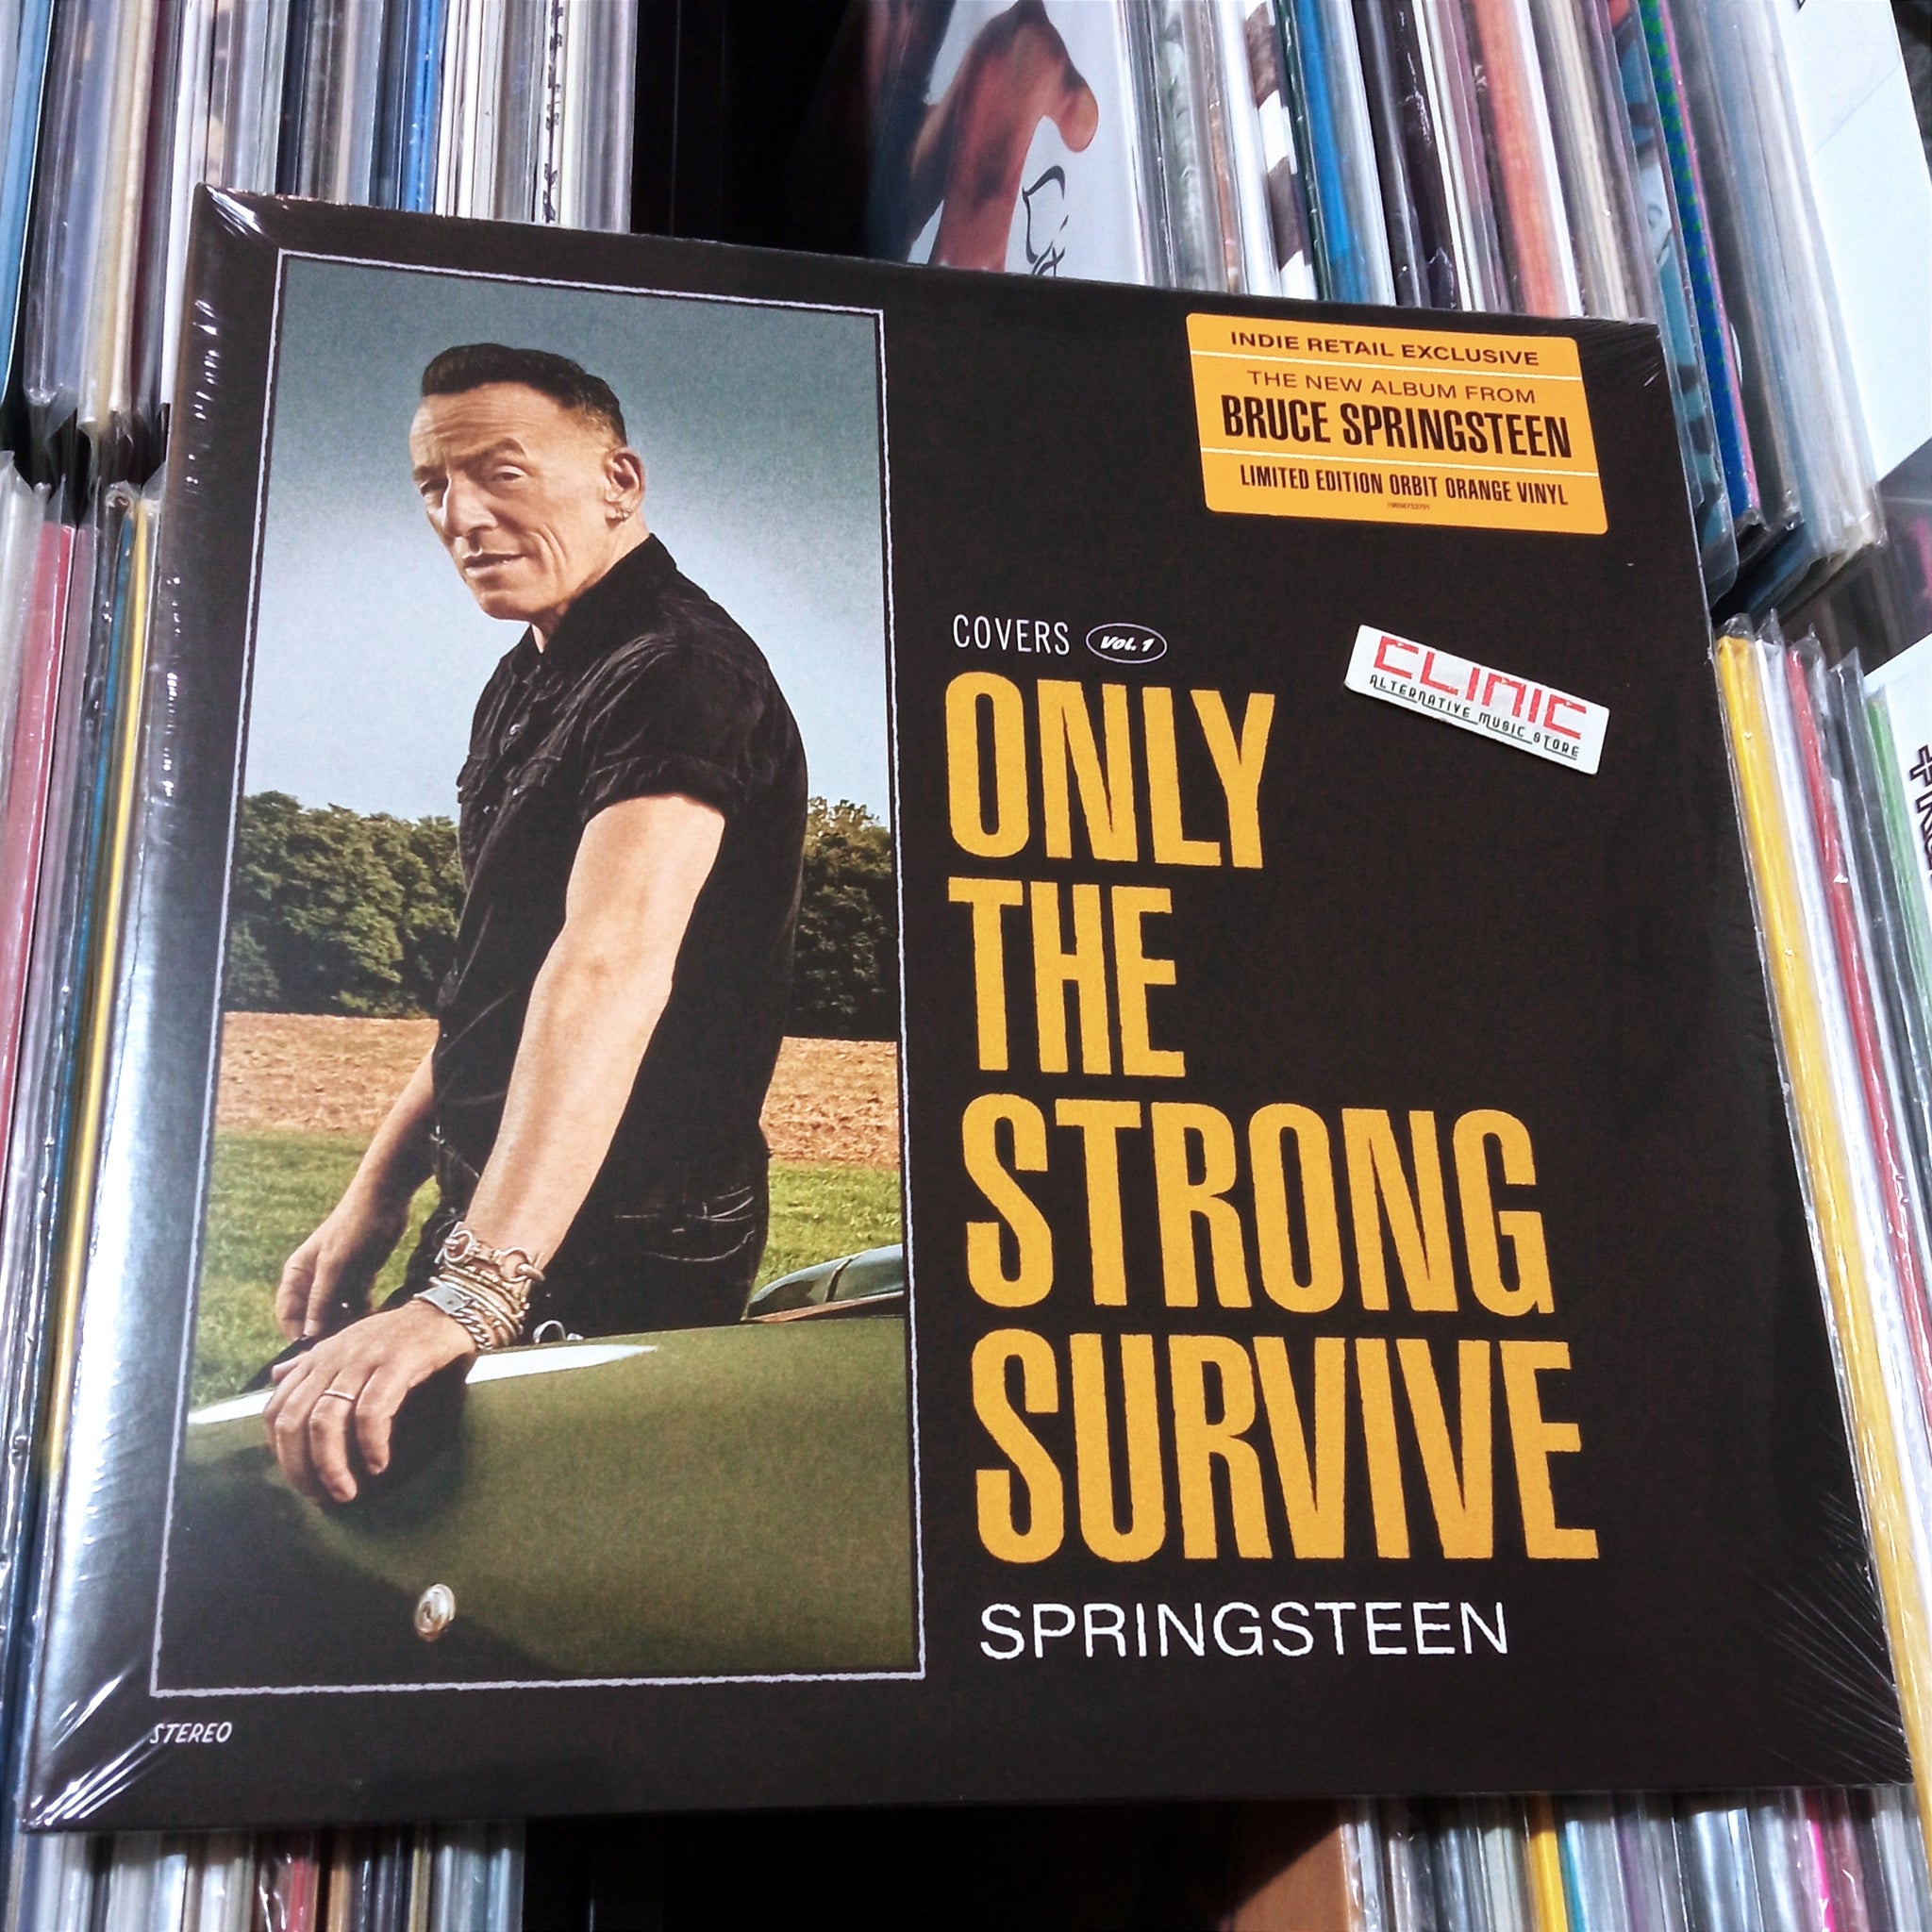 INDIE RETAIL EXCLUSIVE
THE NEW ALBUM FROM
BRUCE SPRINGSTEEN
LIMITED EDITION ORBIT ORANGE VINYL
COVERS Vol. 1
CLINIC
ALTERNATIVE MUSIC STORE
ONLY
THE
STRONG
SURVIVE
SPRINGSTEEN
STEREO